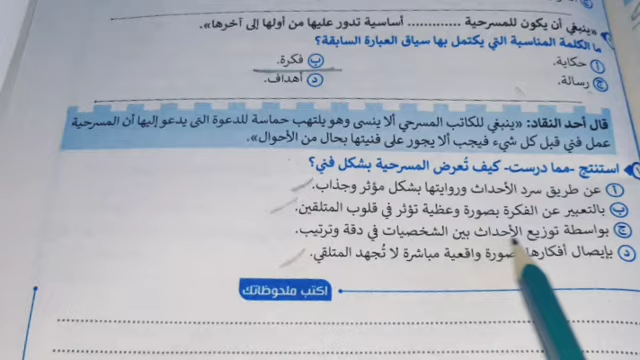 «ينبغي أن يكون للمسرحية ............ أساسية تدور عليها من أولها إلى آخرها».
ما الكلمة المناسبة التي يكتمل بها سياق العبارة السابقة؟
أ حكاية. ب فكرة.
ج رسالة. د أهداف.
قال أحد النقاد: «ينبغي للكاتب المسرحي ألا ينسى وهو يلتهب حماسة للدعوة التى يدعو إليها أن المسرحية
عمل فني قبل كل شيء فيجب ألا يجور على فنيتها بحال من الأحوال».
استنتج -مما درست- كيف تُعرض المسرحية بشكل فني؟
أ عن طريق سرد الأحداث وروايتها بشكل مؤثر وجذاب.
ب بالتعبير عن الفكرة بصورة وعظية تؤثر في قلوب المتلقين.
ج بواسطة توزيع الأحداث بين الشخصيات في دقة وترتيب.
د بإيصال أفكارها بصورة واقعية مباشرة لا تُجهد المتلقي.
اكتب ملحوظاتك